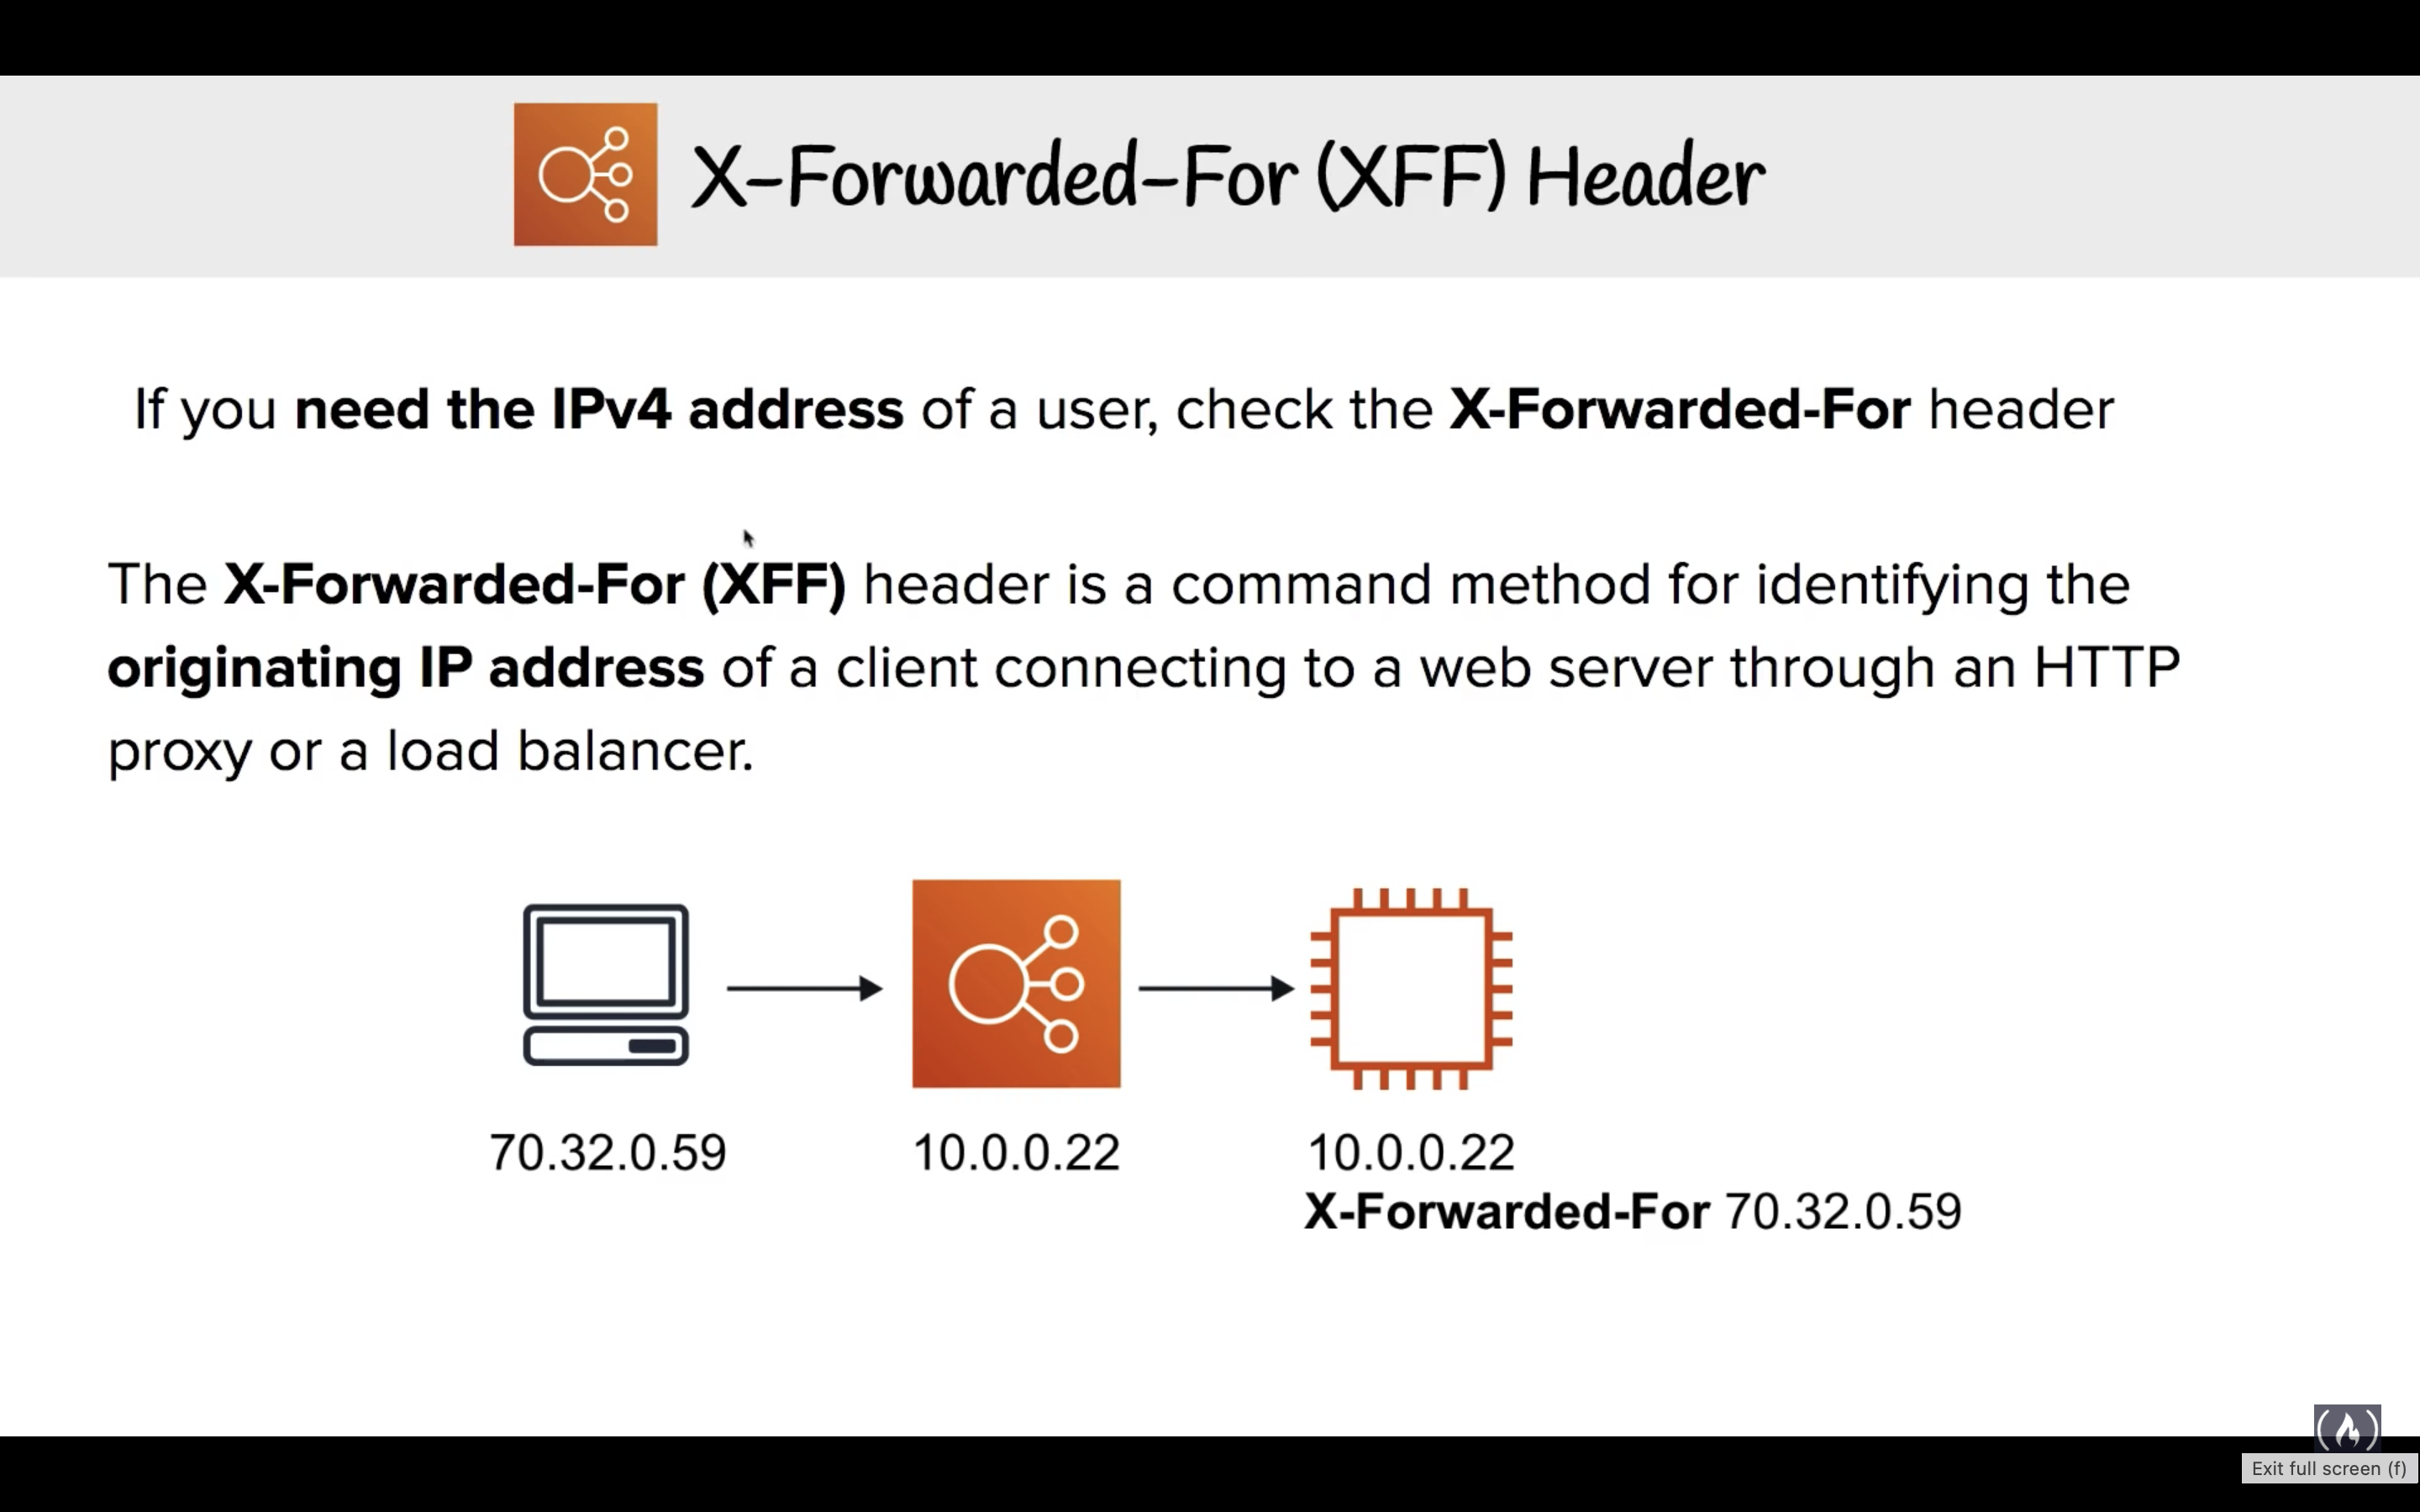 X-Forwarded-For (XFF) Header
If you need the IPv4 address of a user, check the X-Forwarded-For header
The X-Forwarded-For (XFF) header is a command method for identifying the
originating IP address of a client connecting to a web server through an HTTP
proxy or a load balancer.
70.32.0.59 10.0.0.22 10.0.0.22
X-Forwarded-For 70.32.0.59
Exit full screen (f)